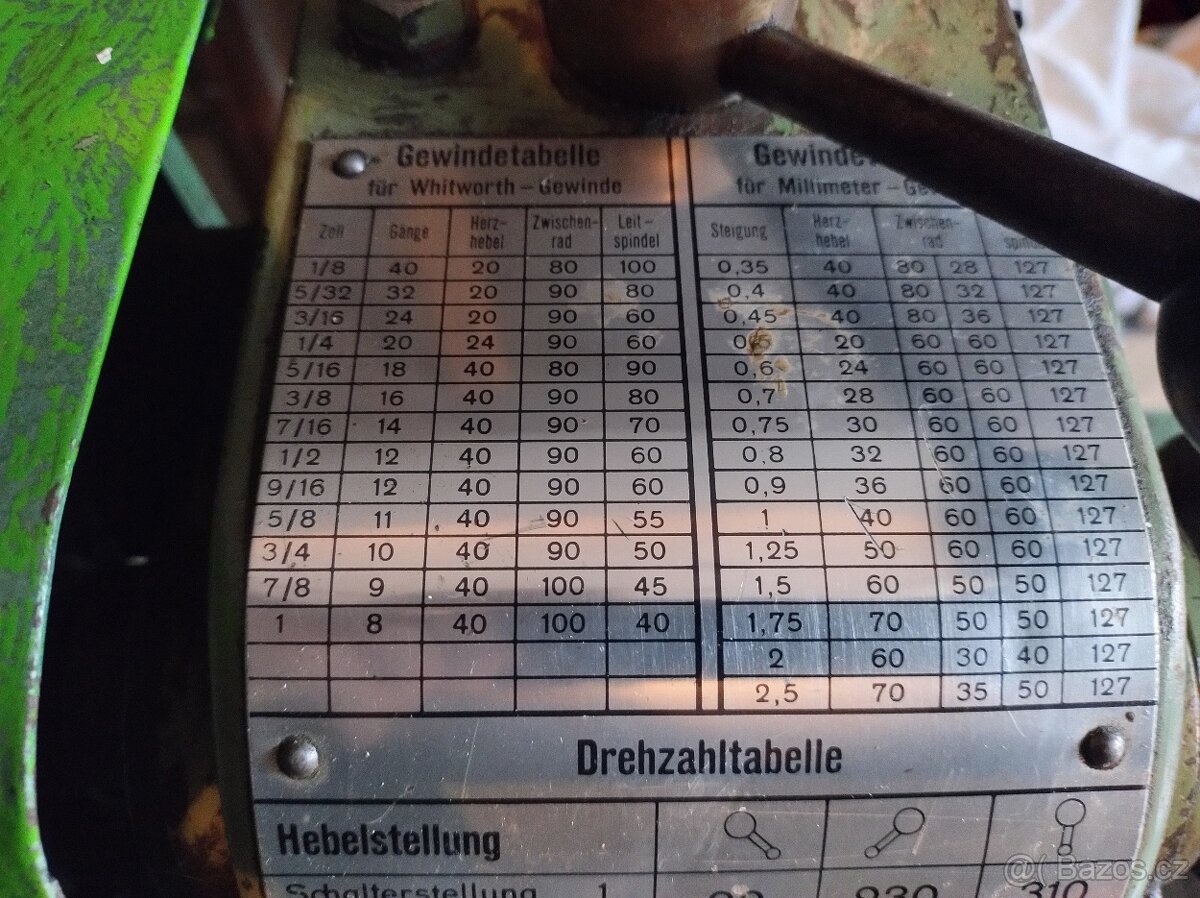 Gewindetabelle
für Whitworth-Gewinde
Zoll Gänge Herz-hebel Zwischen-rad Leit-spindel
1/8 40 20 80 100
5/32 32 20 90 80
3/16 24 20 90 60
1/4 20 24 90 60
5/16 18 40 80 90
3/8 16 40 90 80
7/16 14 40 90 70
1/2 12 40 90 60
9/16 12 40 90 60
5/8 11 40 90 55
3/4 10 40 90 50
7/8 9 40 100 45
1 8 40 100 40
für Millimeter-
Steigung Herz-hebel Zwischen-rad
0,35 40 80 28 127
0,4 40 80 32 127
0,45 40 80 36 127
20 60 60 127
0,6 24 60 60 127
0,7 28 60 60 127
0,75 30 60 60 127
0,8 32 60 60 127
0,9 36 60 60 127
1 40 60 60 127
1,25 50 60 60 127
1,5 60 50 50 127
1,75 70 50 50 127
2 60 30 40 127
2,5 70 35 50 127
Drehzahltabelle
Hebelstellung
Schalterstellung 1 310
Bazos.cz